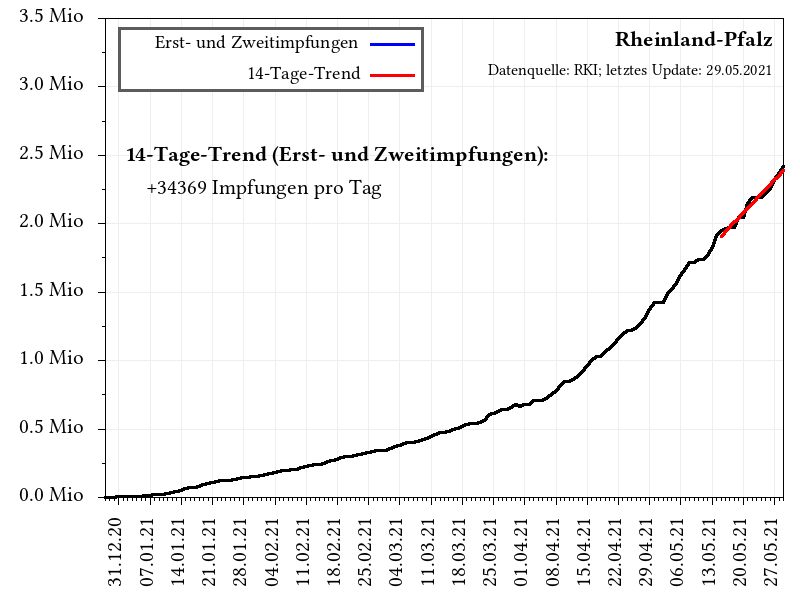 3.5 Mio
3.0 Mio
2.5 Mio
2.0 Mio
1.5 Mio
1.0 Mio
0.5 Mio
0.0 Mio
Erst- und Zweitimpfungen
14-Tage-Trend
Rheinland-Pfalz
Datenquelle: RKI; letztes Update: 29.05.2021
14-Tage-Trend (Erst- und Zweitimpfungen):
+34369 Impfungen pro Tag
31.12.20
07.01.21
14.01.21
21.01.21
28.01.21
04.02.21
11.02.21
18.02.21
25.02.21
04.03.21
11.03.21
18.03.21
25.03.21
01.04.21
08.04.21
15.04.21
22.04.21
29.04.21
06.05.21
13.05.21
20.05.21
27.05.21